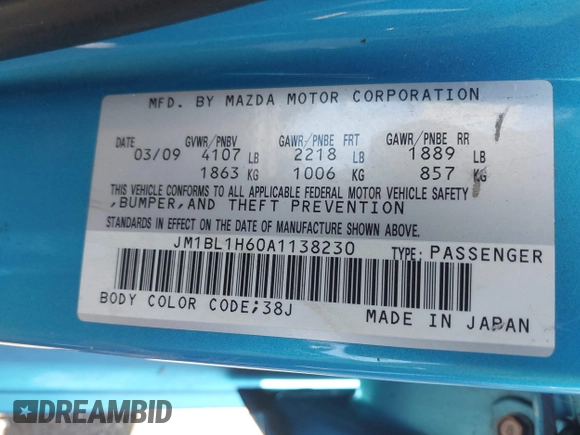 MFD. BY MAZDA MOTOR CORPORATION
DATE GVWR/PNBV GAWR/PNBE FRT GAWR/PNBE RR
03/09 4107 LB 2218 LB 1889 LB
1863 KG 1006 KG 857 KG
THIS VEHICLE CONFORMS TO ALL APPLICABLE FEDERAL MOTOR VEHICLE SAFETY
,BUMPER,AND THEFT PREVENTION
STANDARDS IN EFFECT ON THE DATE OF MANUFACTURE SHOWN ABOVE.
JM1BL1H60A1138230 TYPE: PASSENGER
BODY COLOR CODE;38J MADE IN JAPAN
DREAMBID